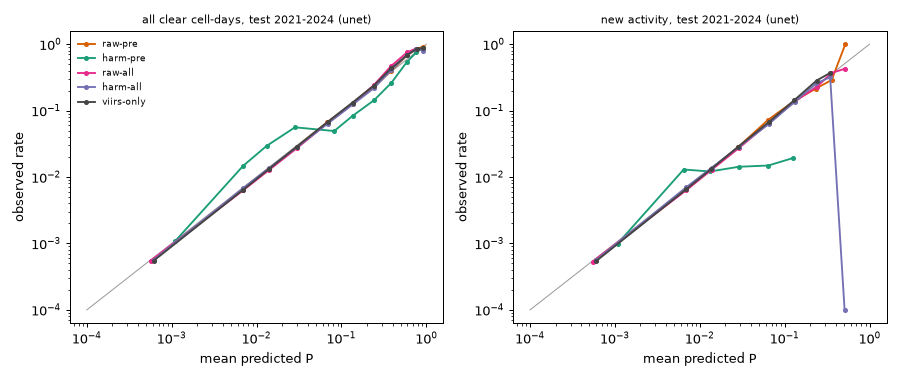 all clear cell-days, test 2021-2024 (unet)
10⁰
10⁻¹
10⁻²
10⁻³
10⁻⁴
observed rate
raw-pre
harm-pre
raw-all
harm-all
viirs-only
10⁻⁴ 10⁻³ 10⁻² 10⁻¹ 10⁰
mean predicted P
new activity, test 2021-2024 (unet)
10⁰
10⁻¹
10⁻²
10⁻³
10⁻⁴
observed rate
10⁻⁴ 10⁻³ 10⁻² 10⁻¹ 10⁰
mean predicted P